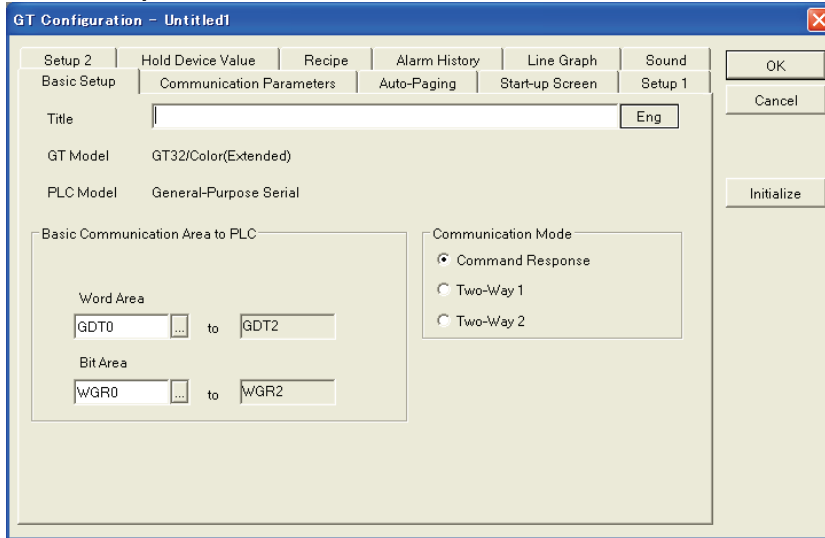 GT Configuration - Untitled1
Setup 2 Hold Device Value Recipe Alarm History Line Graph Sound
Basic Setup Communication Parameters Auto-Paging Start-up Screen Setup 1
OK
Cancel
Initialize
Title Eng
GT Model GT32/Color(Extended)
PLC Model General-Purpose Serial
Basic Communication Area to PLC
Word Area
GDT0 ... to GDT2
Bit Area
WGR0 ... to WGR2
Communication Mode
Command Response
Two-Way 1
Two-Way 2